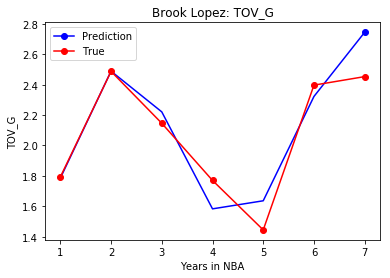 Brook Lopez: TOV_G
Prediction
True
2.8
2.6
2.4
2.2
2.0
1.8
1.6
1.4
TOV_G
1 2 3 4 5 6 7
Years in NBA